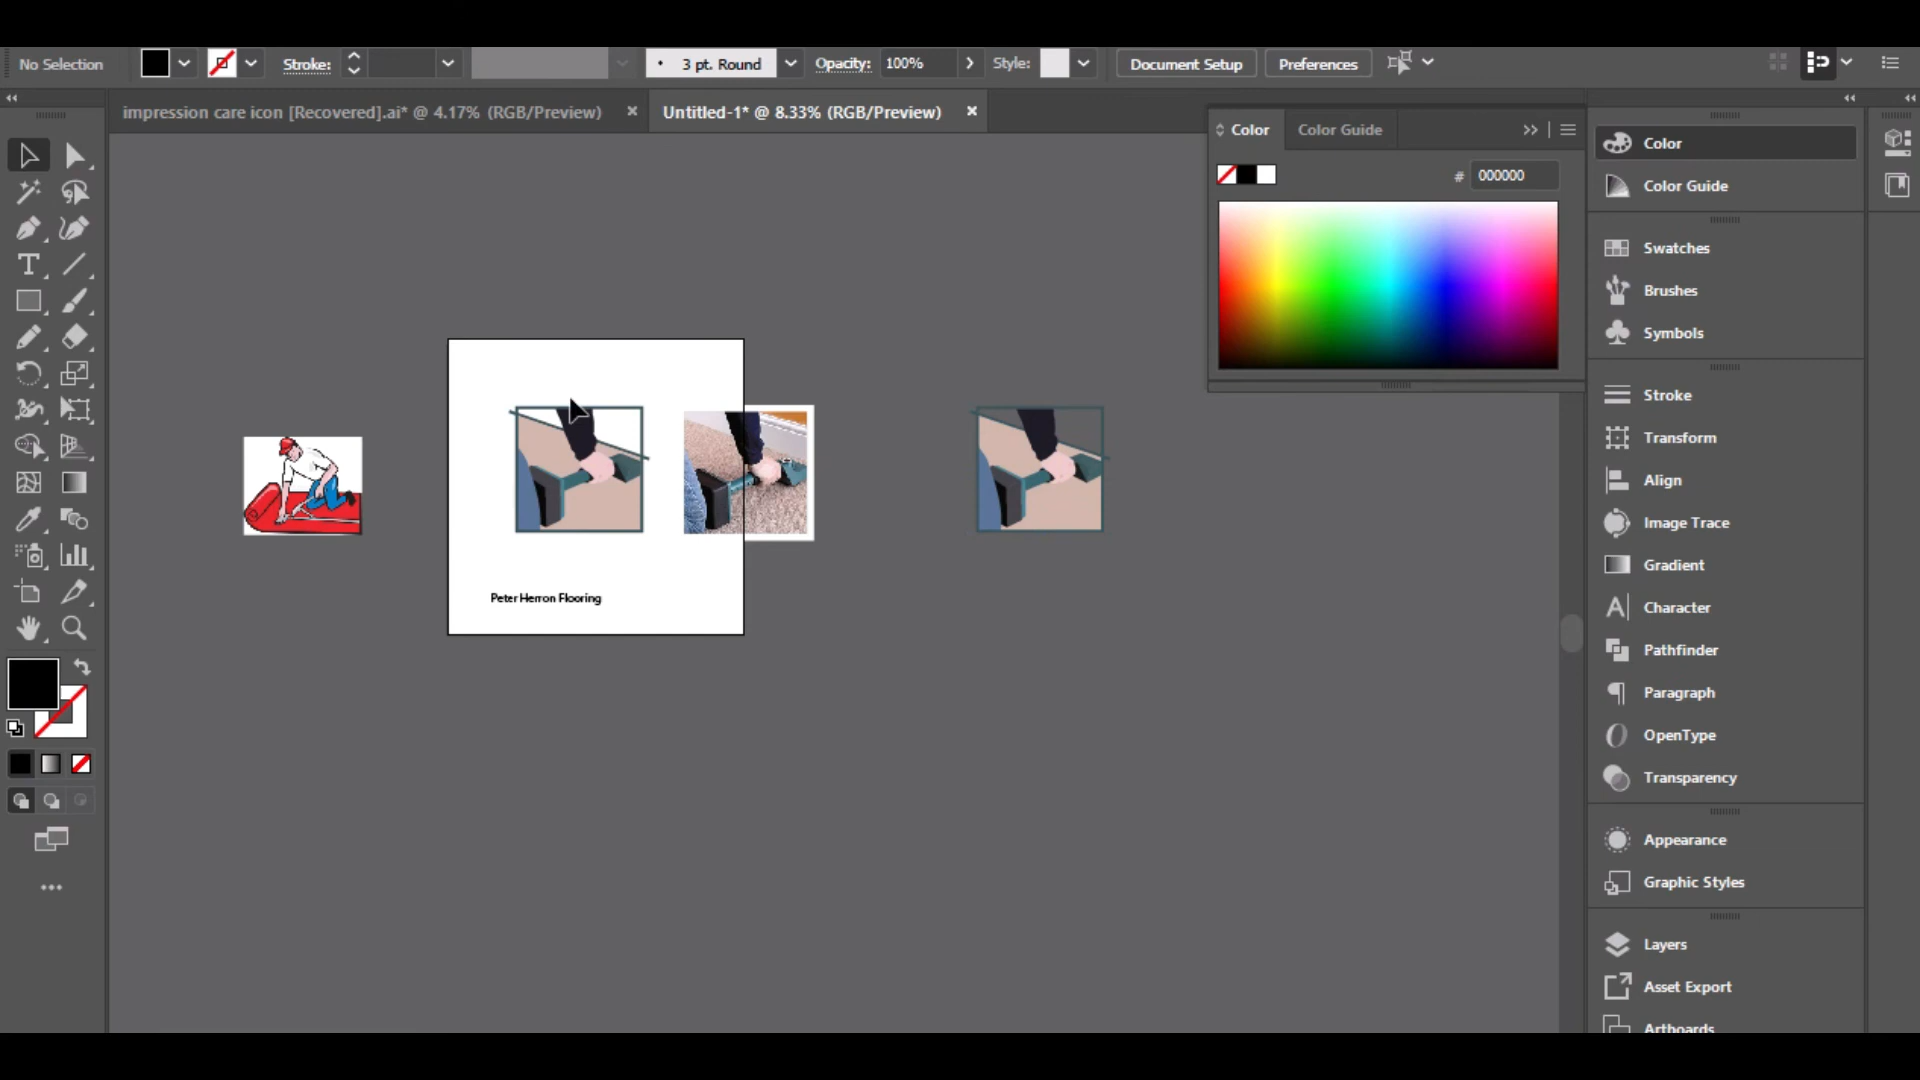 No Selection
Stroke:
3 pt. Round
Opacity: 100%
Style:
Document Setup
Preferences
impression care icon [Recovered].ai* @ 4.17% (RGB/Preview)
Untitled-1* @ 8.33% (RGB/Preview)
Color
Color Guide
# 000000
Peter Herron Flooring
Color
Color Guide
Swatches
Brushes
Symbols
Stroke
Transform
Align
Image Trace
Gradient
Character
Pathfinder
Paragraph
OpenType
Transparency
Appearance
Graphic Styles
Layers
Asset Export
Artboards